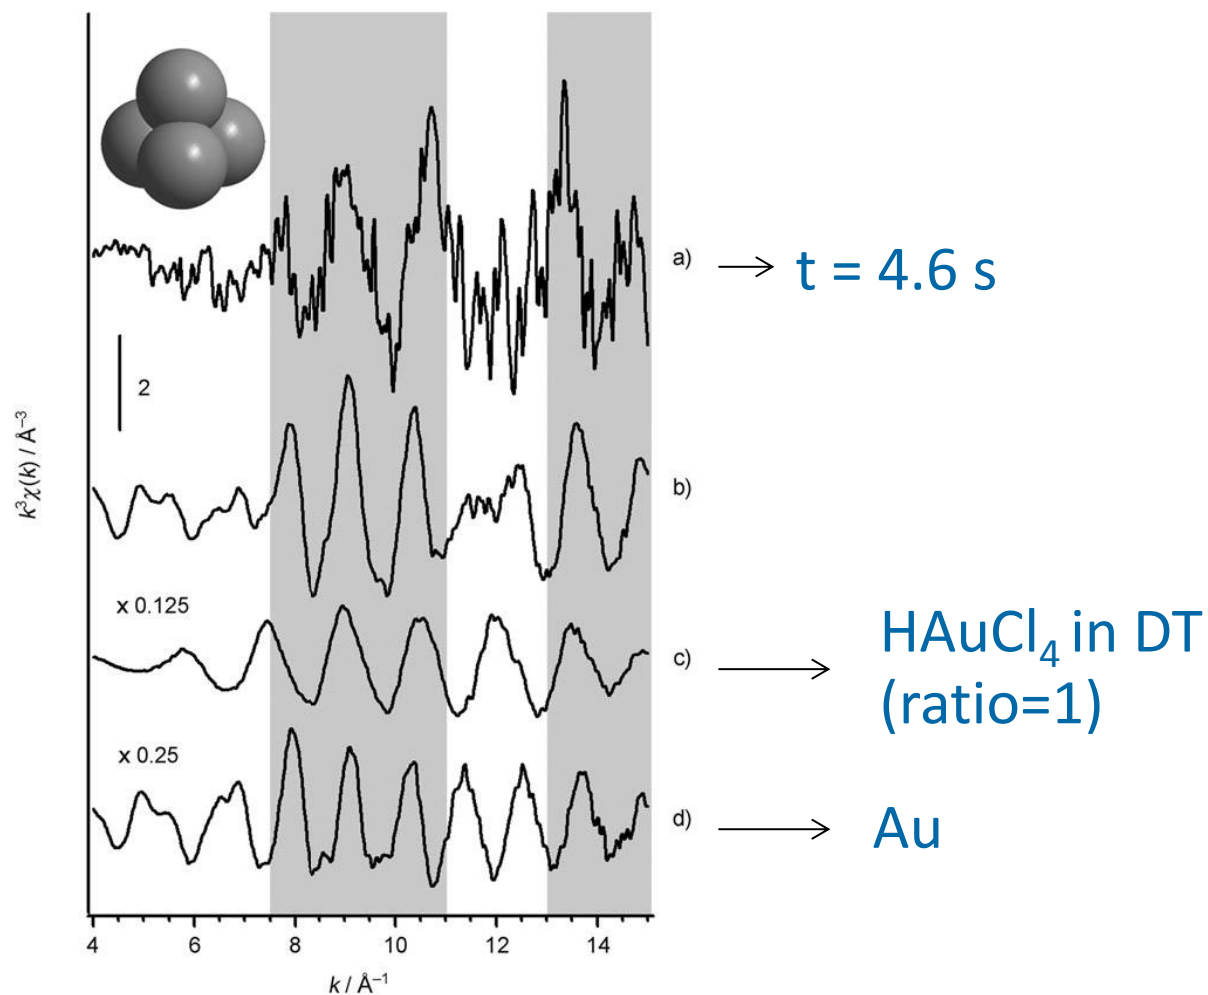 a)
t = 4.6 s
2
k³χ(k) / Å⁻³
b)
x 0.125
c)
HAuCl₄ in DT
(ratio=1)
x 0.25
d)
Au
4 6 8 10 12 14
k / Å⁻¹